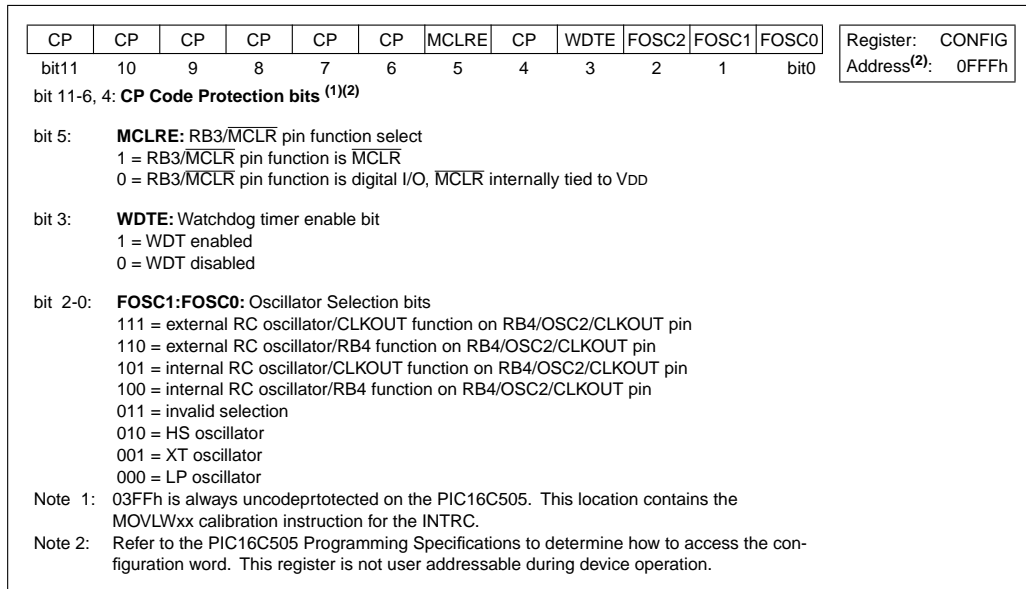 CP CP CP CP CP CP MCLRE CP WDTE FOSC2 FOSC1 FOSC0 Register: CONFIG
bit11 10 9 8 7 6 5 4 3 2 1 bit0 Address(2): 0FFFh
bit 11-6, 4: CP Code Protection bits (1)(2)
bit 5: MCLRE: RB3/MCLR pin function select
1 = RB3/MCLR pin function is MCLR
0 = RB3/MCLR pin function is digital I/O, MCLR internally tied to VDD
bit 3: WDTE: Watchdog timer enable bit
1 = WDT enabled
0 = WDT disabled
bit 2-0: FOSC1:FOSC0: Oscillator Selection bits
111 = external RC oscillator/CLKOUT function on RB4/OSC2/CLKOUT pin
110 = external RC oscillator/RB4 function on RB4/OSC2/CLKOUT pin
101 = internal RC oscillator/CLKOUT function on RB4/OSC2/CLKOUT pin
100 = internal RC oscillator/RB4 function on RB4/OSC2/CLKOUT pin
011 = invalid selection
010 = HS oscillator
001 = XT oscillator
000 = LP oscillator
Note 1: 03FFh is always uncodeprtotected on the PIC16C505. This location contains the
MOVLWxx calibration instruction for the INTRC.
Note 2: Refer to the PIC16C505 Programming Specifications to determine how to access the con-
figuration word. This register is not user addressable during device operation.